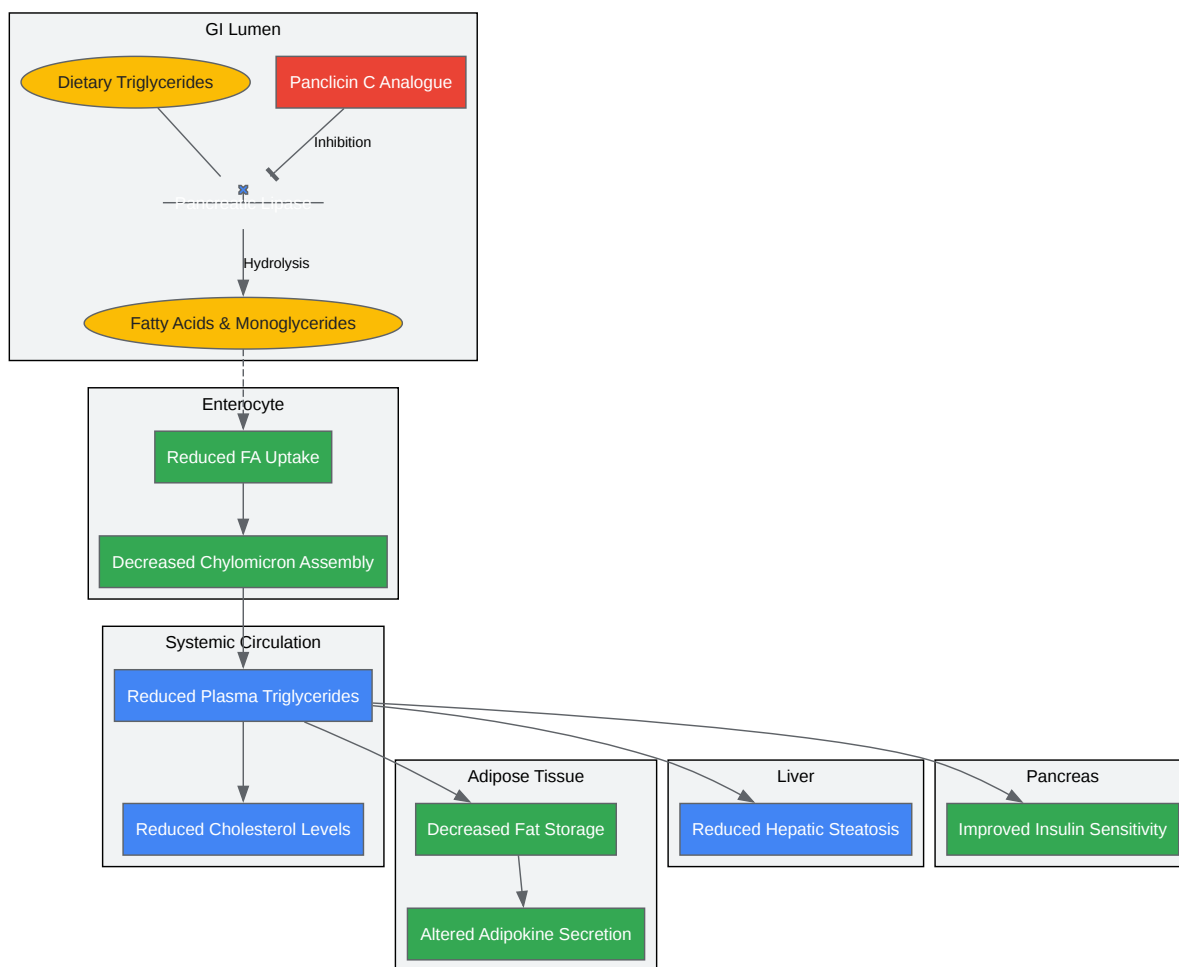 GI Lumen
Dietary Triglycerides
Panclicin C Analogue
Inhibition
Pancreatic Lipase
Hydrolysis
Fatty Acids & Monoglycerides
Enterocyte
Reduced FA Uptake
Decreased Chylomicron Assembly
Systemic Circulation
Reduced Plasma Triglycerides
Adipose Tissue
Liver
Pancreas
Reduced Cholesterol Levels
Decreased Fat Storage
Reduced Hepatic Steatosis
Improved Insulin Sensitivity
Altered Adipokine Secretion